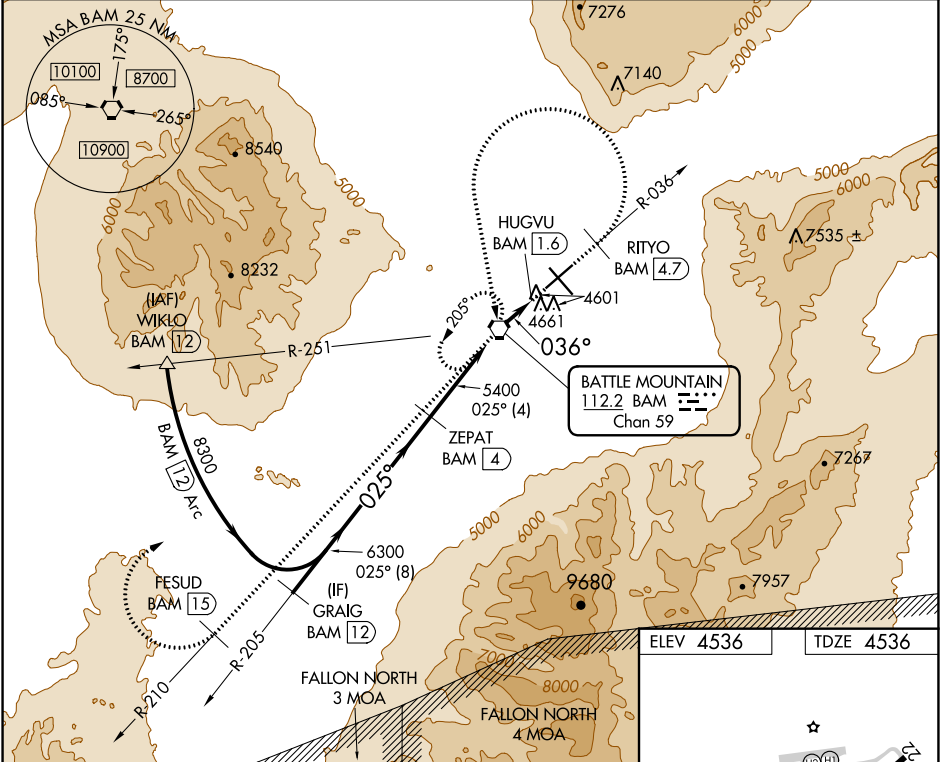 MSA BAM 25 NM
175°
10100
8700
085°
265°
10900
8540
8232
5000
6000
7276
6000
5000
7140
5000
6000
7535 ±
R-036
HUGVU
BAM 1.6
RITYO
BAM 4.7
4601
4661
205°
036°
(IAF)
WIKLO
BAM 12
R-251
BATTLE MOUNTAIN
112.2 BAM
Chan 59
5400
025° (4)
ZEPAT
BAM 4
8300
BAM 12 Arc
025°
7267
5000
6000
6300
025° (8)
(IF)
GRAIG
BAM 12
FESUD
BAM 15
R-205
R-210
9680
7957
7000
8000
FALLON NORTH
3 MOA
FALLON NORTH
4 MOA
ELEV 4536
TDZE 4536
22
H1